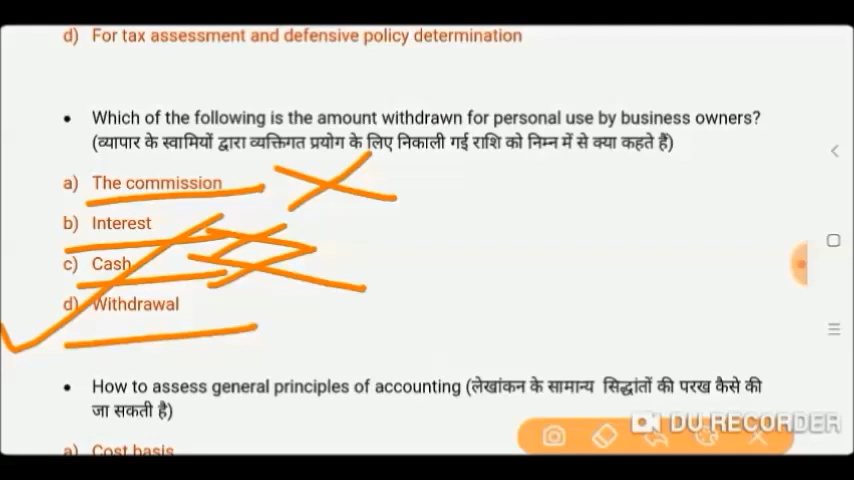 d) For tax assessment and defensive policy determination
• Which of the following is the amount withdrawn for personal use by business owners?
(व्यापार के स्वामियों द्वारा व्यक्तिगत प्रयोग के लिए निकाली गई राशि को निम्न में से क्या कहते हैं)
a) The commission
b) Interest
c) Cash
d) Withdrawal
• How to assess general principles of accounting (लेखांकन के सामान्य सिद्धांतों की परख कैसे की
जा सकती है)
DU RECORDER
a) Cost basis